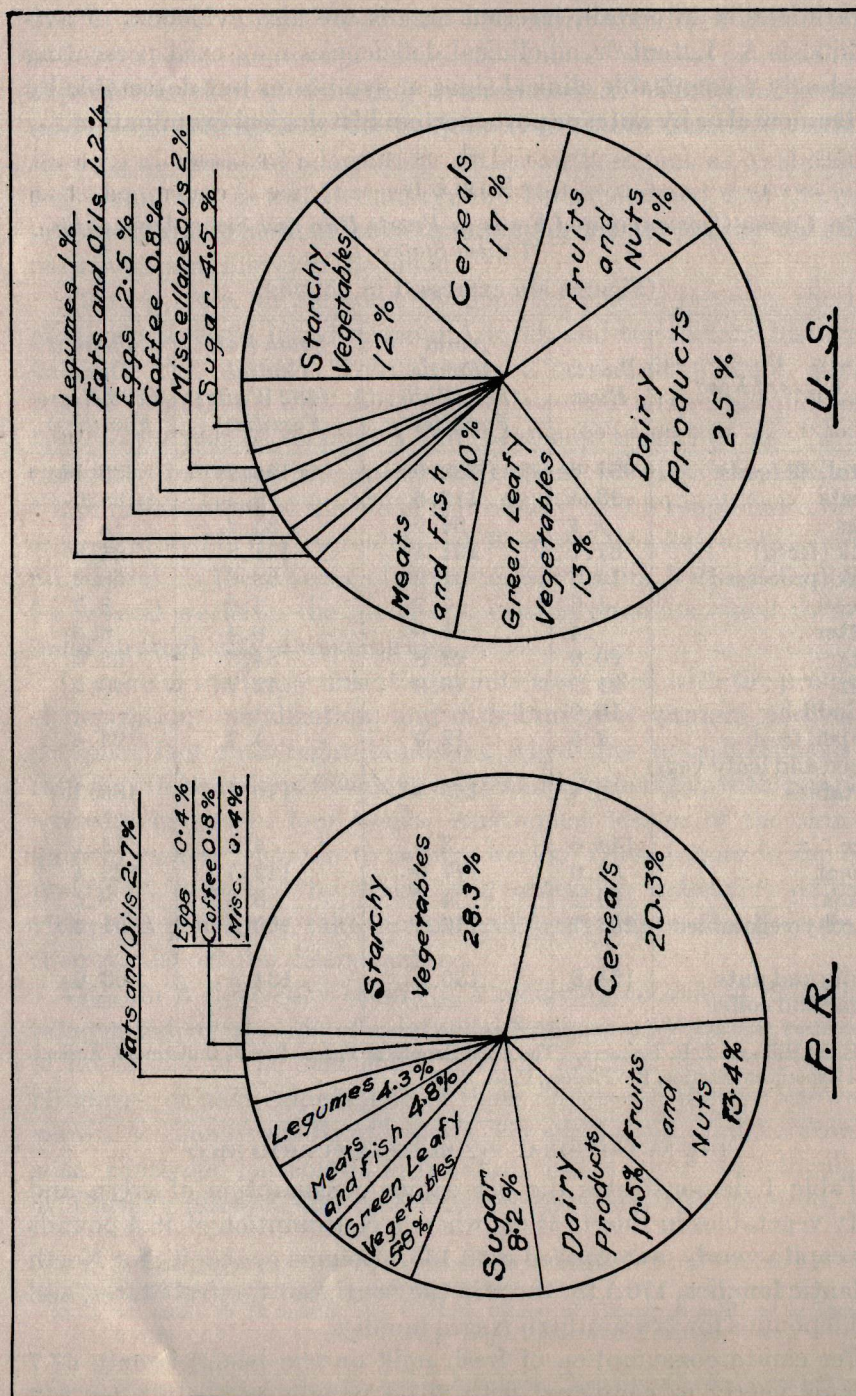 Fats and Oils 2.7%
Eggs 0.4%
Coffee 0.8%
Misc. 0.4%
Starchy
Vegetables
28.3%
Cereals
20.3%
Fruits
and
Nuts
13.4%
Dairy
Products
10.5%
Sugar
8.2%
Green Leafy
Vegetables
5.8%
Meats
and Fish 4.8%
Legumes 4.3%
P. R.
Legumes 1%
Fats and Oils 1.2%
Eggs 2.5%
Coffee 0.8%
Miscellaneous 2%
Sugar 4.5%
Starchy
Vegetables
12%
Cereals
17%
Fruits
and
Nuts
11%
Dairy
Products
25%
Green Leafy
Vegetables
13%
Meats
and Fish 10%
U. S.